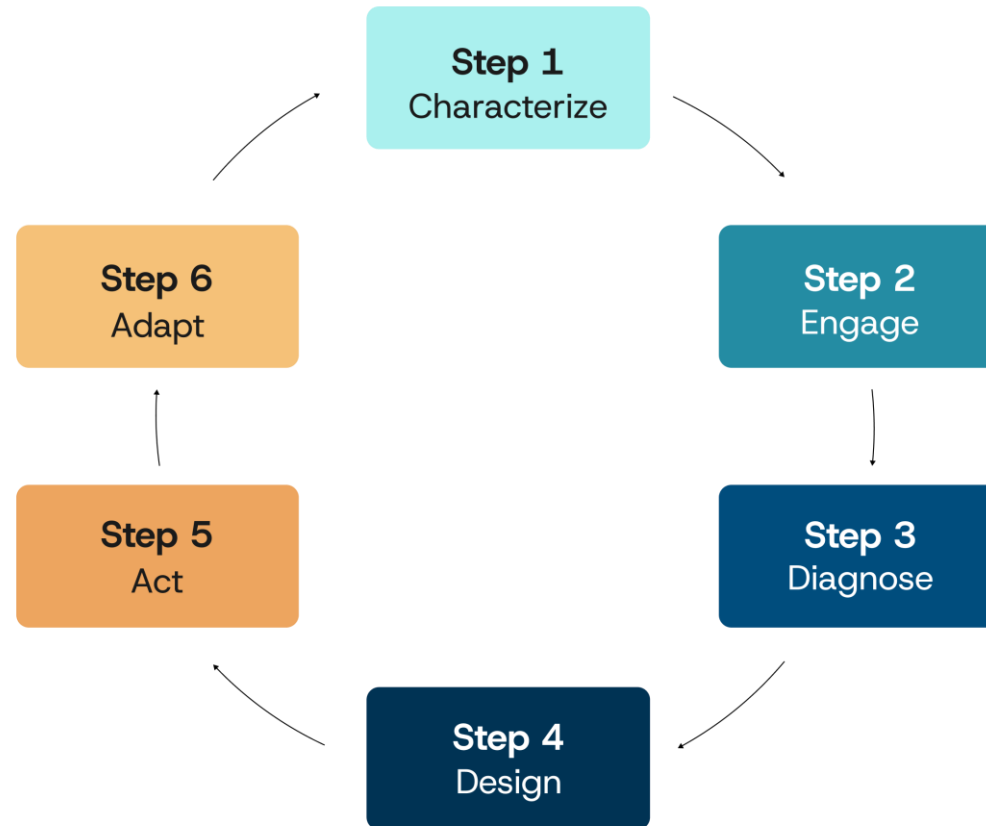 Step 1
Characterize
Step 2
Engage
Step 3
Diagnose
Step 4
Design
Step 5
Act
Step 6
Adapt